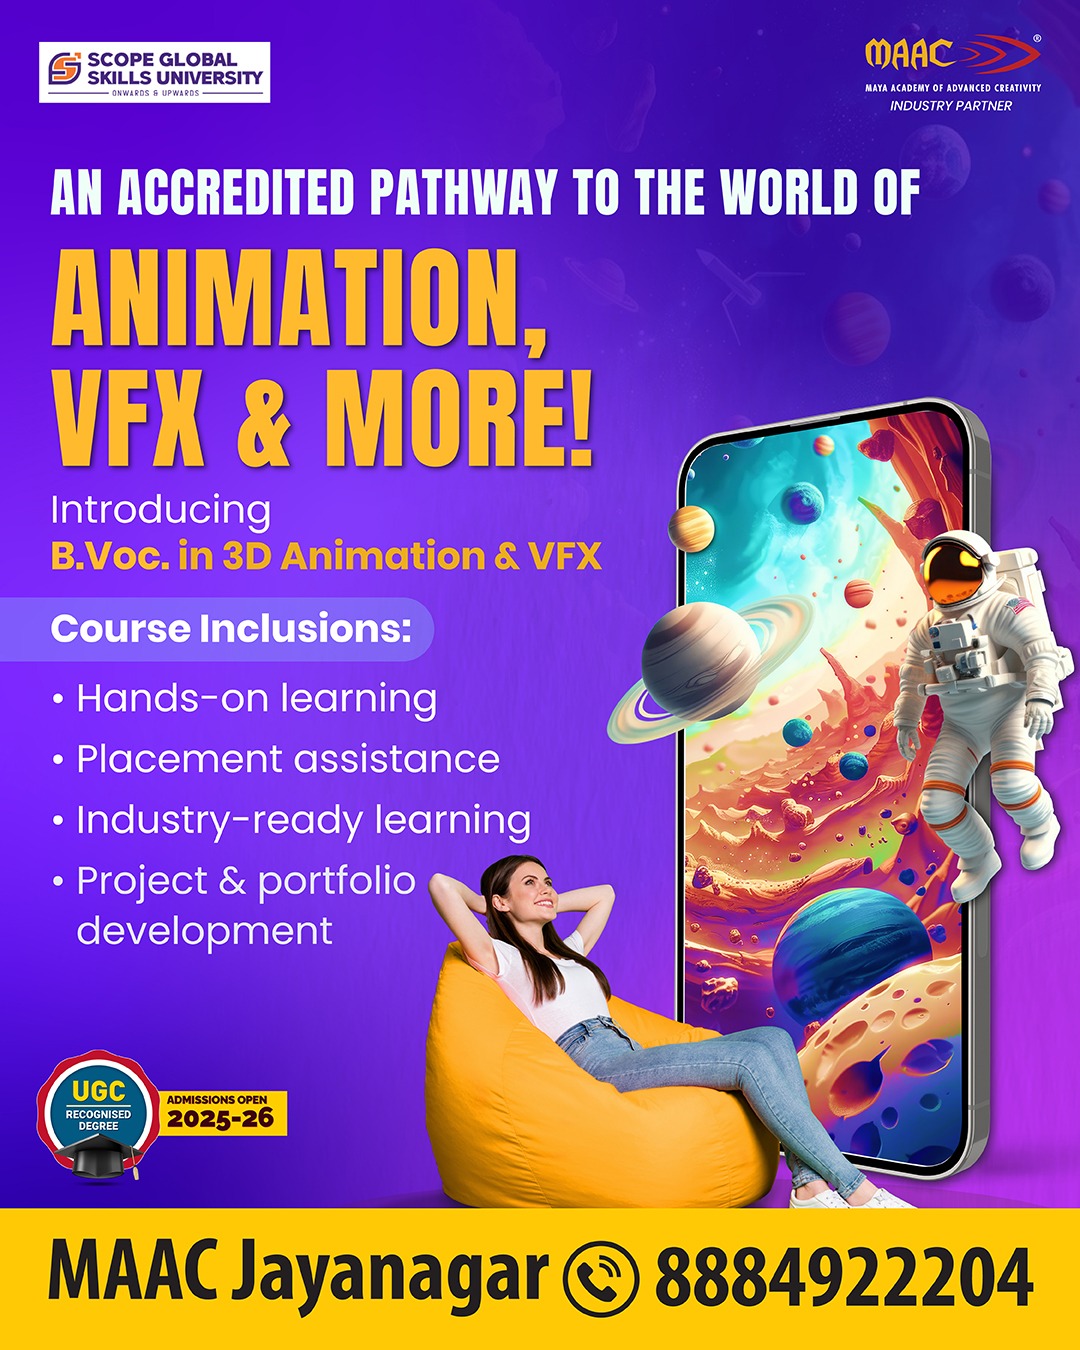 SCOPE GLOBAL
SKILLS UNIVERSITY
ONWARDS & UPWARDS
MAAC ®
MAYA ACADEMY OF ADVANCED CREATIVITY
INDUSTRY PARTNER
AN ACCREDITED PATHWAY TO THE WORLD OF
ANIMATION,
VFX & MORE!
Introducing
B.Voc. in 3D Animation & VFX
Course Inclusions:
• Hands-on learning
• Placement assistance
• Industry-ready learning
• Project & portfolio
development
UGC
RECOGNISED
DEGREE
ADMISSIONS OPEN
2025-26
MAAC Jayanagar 8884922204